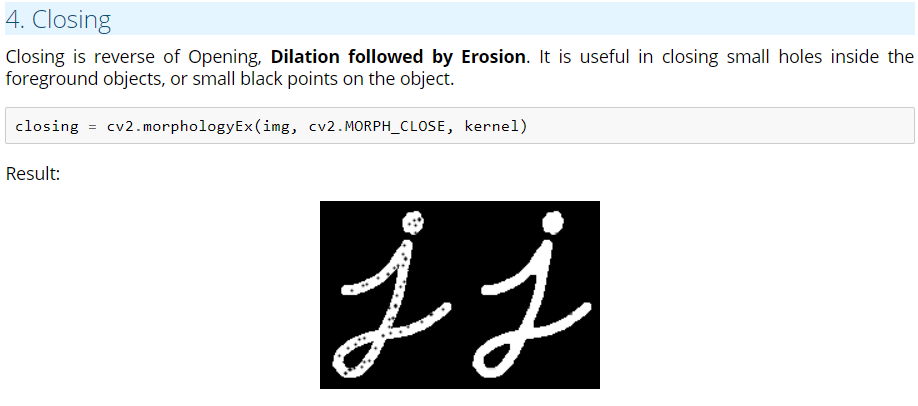 4. Closing
Closing is reverse of Opening, Dilation followed by Erosion. It is useful in closing small holes inside the
foreground objects, or small black points on the object.
closing = cv2.morphologyEx(img, cv2.MORPH_CLOSE, kernel)
Result:
j j